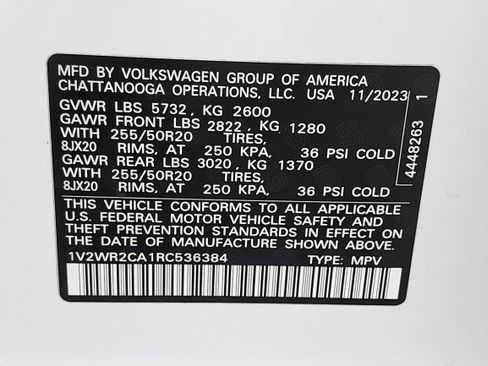 MFD BY VOLKSWAGEN GROUP OF AMERICA
CHATTANOOGA OPERATIONS, LLC. USA 11/2023
GVWR LBS 5732, KG 2600
GAWR FRONT LBS 2822, KG 1280
WITH 255/50R20 TIRES,
8JX20 RIMS, AT 250 KPA, 36 PSI COLD
GAWR REAR LBS 3020, KG 1370
WITH 255/50R20 TIRES,
8JX20 RIMS, AT 250 KPA, 36 PSI COLD
THIS VEHICLE CONFORMS TO ALL APPLICABLE
U.S. FEDERAL MOTOR VEHICLE SAFETY AND
THEFT PREVENTION STANDARDS IN EFFECT ON
THE DATE OF MANUFACTURE SHOWN ABOVE.
1V2WR2CA1RC536384 TYPE: MPV
4448263 1